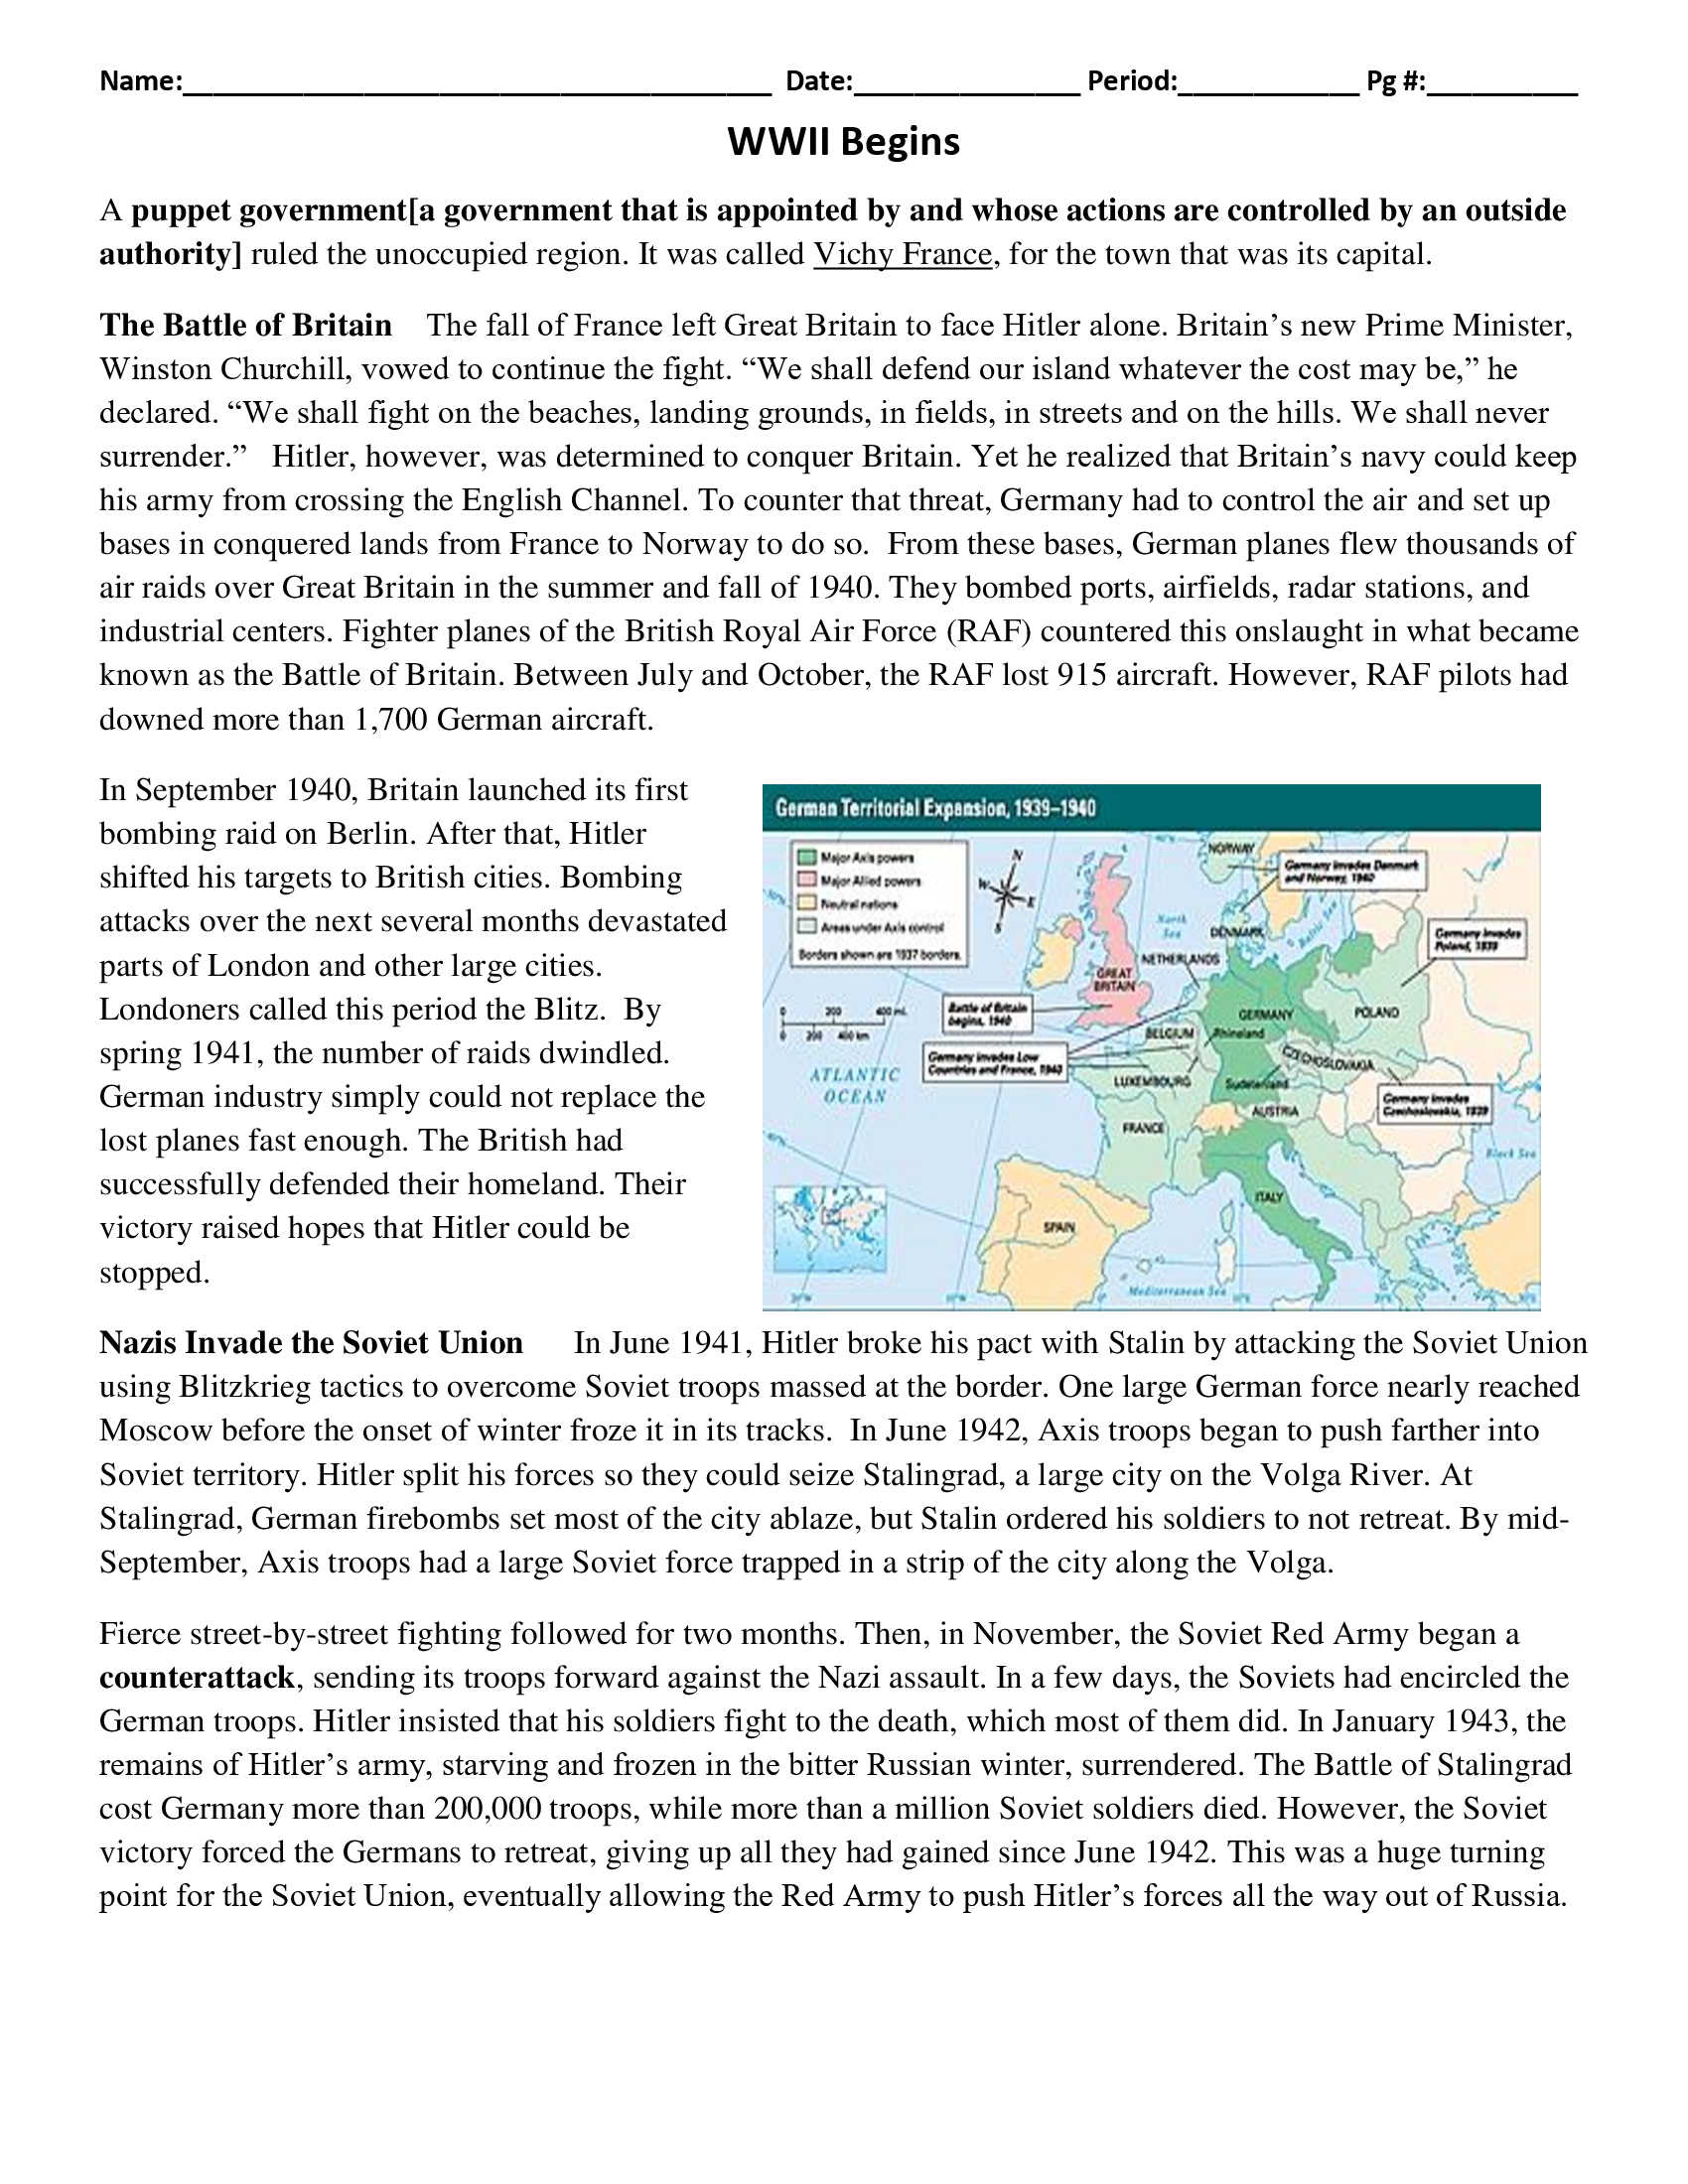 Name:_______________________________________ Date:_______________ Period:____________ Pg #:__________
WWII Begins
A puppet government[a government that is appointed by and whose actions are controlled by an outside
authority] ruled the unoccupied region. It was called Vichy France, for the town that was its capital.
The Battle of Britain The fall of France left Great Britain to face Hitler alone. Britain’s new Prime Minister,
Winston Churchill, vowed to continue the fight. “We shall defend our island whatever the cost may be,” he
declared. “We shall fight on the beaches, landing grounds, in fields, in streets and on the hills. We shall never
surrender.” Hitler, however, was determined to conquer Britain. Yet he realized that Britain’s navy could keep
his army from crossing the English Channel. To counter that threat, Germany had to control the air and set up
bases in conquered lands from France to Norway to do so. From these bases, German planes flew thousands of
air raids over Great Britain in the summer and fall of 1940. They bombed ports, airfields, radar stations, and
industrial centers. Fighter planes of the British Royal Air Force (RAF) countered this onslaught in what became
known as the Battle of Britain. Between July and October, the RAF lost 915 aircraft. However, RAF pilots had
downed more than 1,700 German aircraft.
In September 1940, Britain launched its first
bombing raid on Berlin. After that, Hitler
shifted his targets to British cities. Bombing
attacks over the next several months devastated
parts of London and other large cities.
Londoners called this period the Blitz. By
spring 1941, the number of raids dwindled.
German industry simply could not replace the
lost planes fast enough. The British had
successfully defended their homeland. Their
victory raised hopes that Hitler could be
stopped.
German Territorial Expansion, 1939–1940
Major Axis powers
Major Allied powers
Neutral nations
Areas under Axis control
Borders shown are 1937 borders.
N
W
E
S
NORWAY
Germany invades Denmark
and Norway, 1940
North
Sea
DENMARK
Baltic Sea
Germany invades
Poland, 1939
NETHERLANDS
GREAT
BRITAIN
Battle of Britain
begins, 1940
0 200 400 mi.
0 200 400 km
GERMANY
POLAND
BELGIUM
Rhineland
Germany invades Low
Countries and France, 1940
CZECHOSLOVAKIA
ATLANTIC
OCEAN
LUXEMBOURG
Sudetenland
Germany invades
Czechoslovakia, 1939
AUSTRIA
FRANCE
Black Sea
ITALY
SPAIN
Mediterranean Sea
Nazis Invade the Soviet Union In June 1941, Hitler broke his pact with Stalin by attacking the Soviet Union
using Blitzkrieg tactics to overcome Soviet troops massed at the border. One large German force nearly reached
Moscow before the onset of winter froze it in its tracks. In June 1942, Axis troops began to push farther into
Soviet territory. Hitler split his forces so they could seize Stalingrad, a large city on the Volga River. At
Stalingrad, German firebombs set most of the city ablaze, but Stalin ordered his soldiers to not retreat. By mid-
September, Axis troops had a large Soviet force trapped in a strip of the city along the Volga.
Fierce street-by-street fighting followed for two months. Then, in November, the Soviet Red Army began a
counterattack, sending its troops forward against the Nazi assault. In a few days, the Soviets had encircled the
German troops. Hitler insisted that his soldiers fight to the death, which most of them did. In January 1943, the
remains of Hitler’s army, starving and frozen in the bitter Russian winter, surrendered. The Battle of Stalingrad
cost Germany more than 200,000 troops, while more than a million Soviet soldiers died. However, the Soviet
victory forced the Germans to retreat, giving up all they had gained since June 1942. This was a huge turning
point for the Soviet Union, eventually allowing the Red Army to push Hitler’s forces all the way out of Russia.